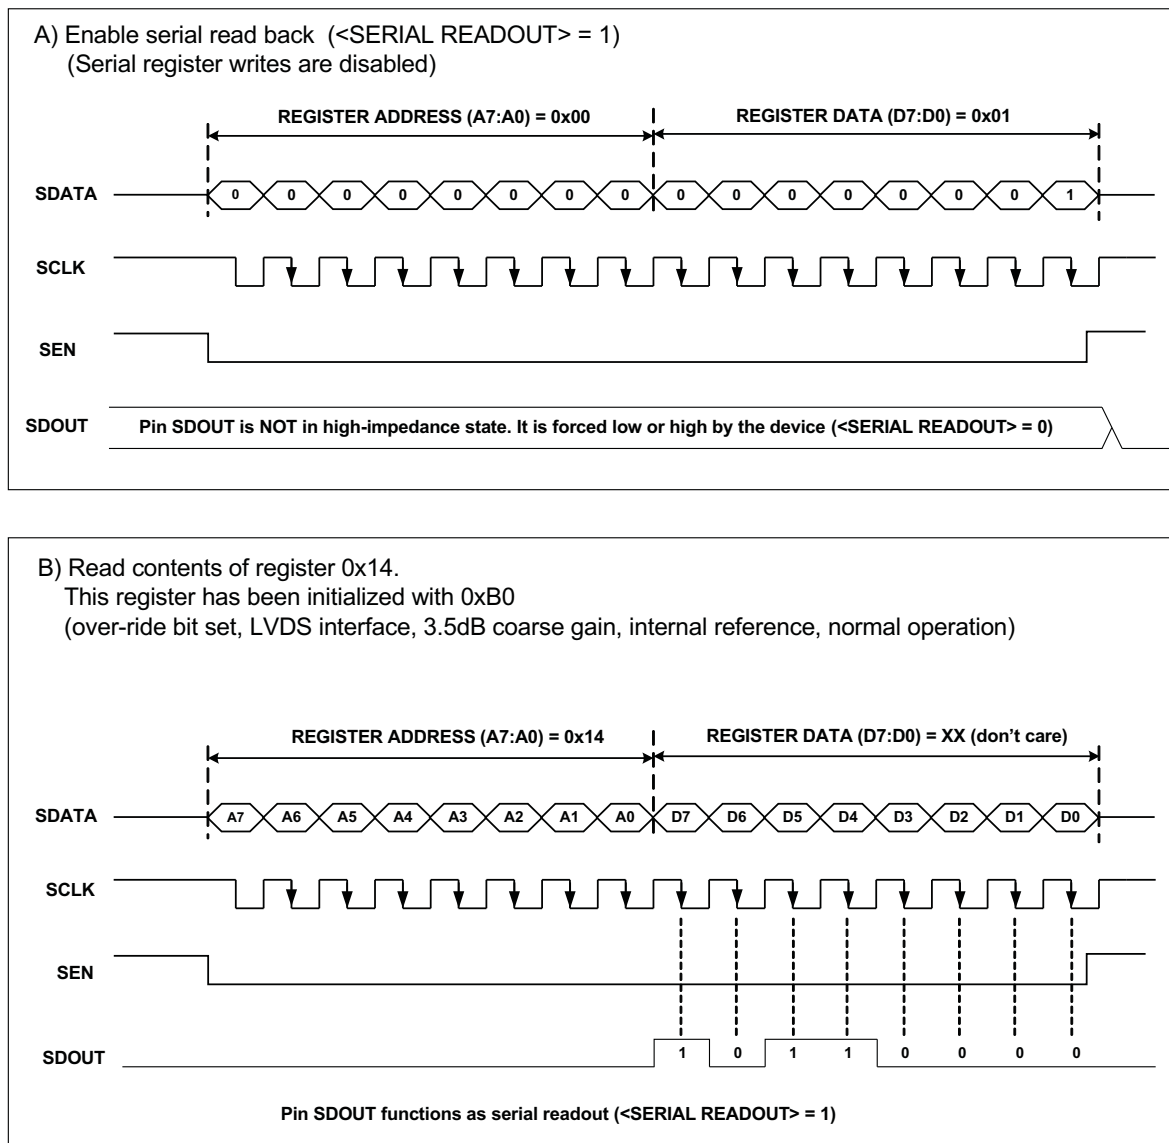 A) Enable serial read back (<SERIAL READOUT> = 1)
(Serial register writes are disabled)
REGISTER ADDRESS (A7:A0) = 0x00
REGISTER DATA (D7:D0) = 0x01
SDATA 0 0 0 0 0 0 0 0 0 0 0 0 0 0 0 1
SCLK
SEN
SDOUT Pin SDOUT is NOT in high-impedance state. It is forced low or high by the device (<SERIAL READOUT> = 0)
B) Read contents of register 0x14.
This register has been initialized with 0xB0
(over-ride bit set, LVDS interface, 3.5dB coarse gain, internal reference, normal operation)
REGISTER ADDRESS (A7:A0) = 0x14
REGISTER DATA (D7:D0) = XX (don't care)
SDATA A7 A6 A5 A4 A3 A2 A1 A0 D7 D6 D5 D4 D3 D2 D1 D0
SCLK
SEN
SDOUT 1 0 1 1 0 0 0 0
Pin SDOUT functions as serial readout (<SERIAL READOUT> = 1)